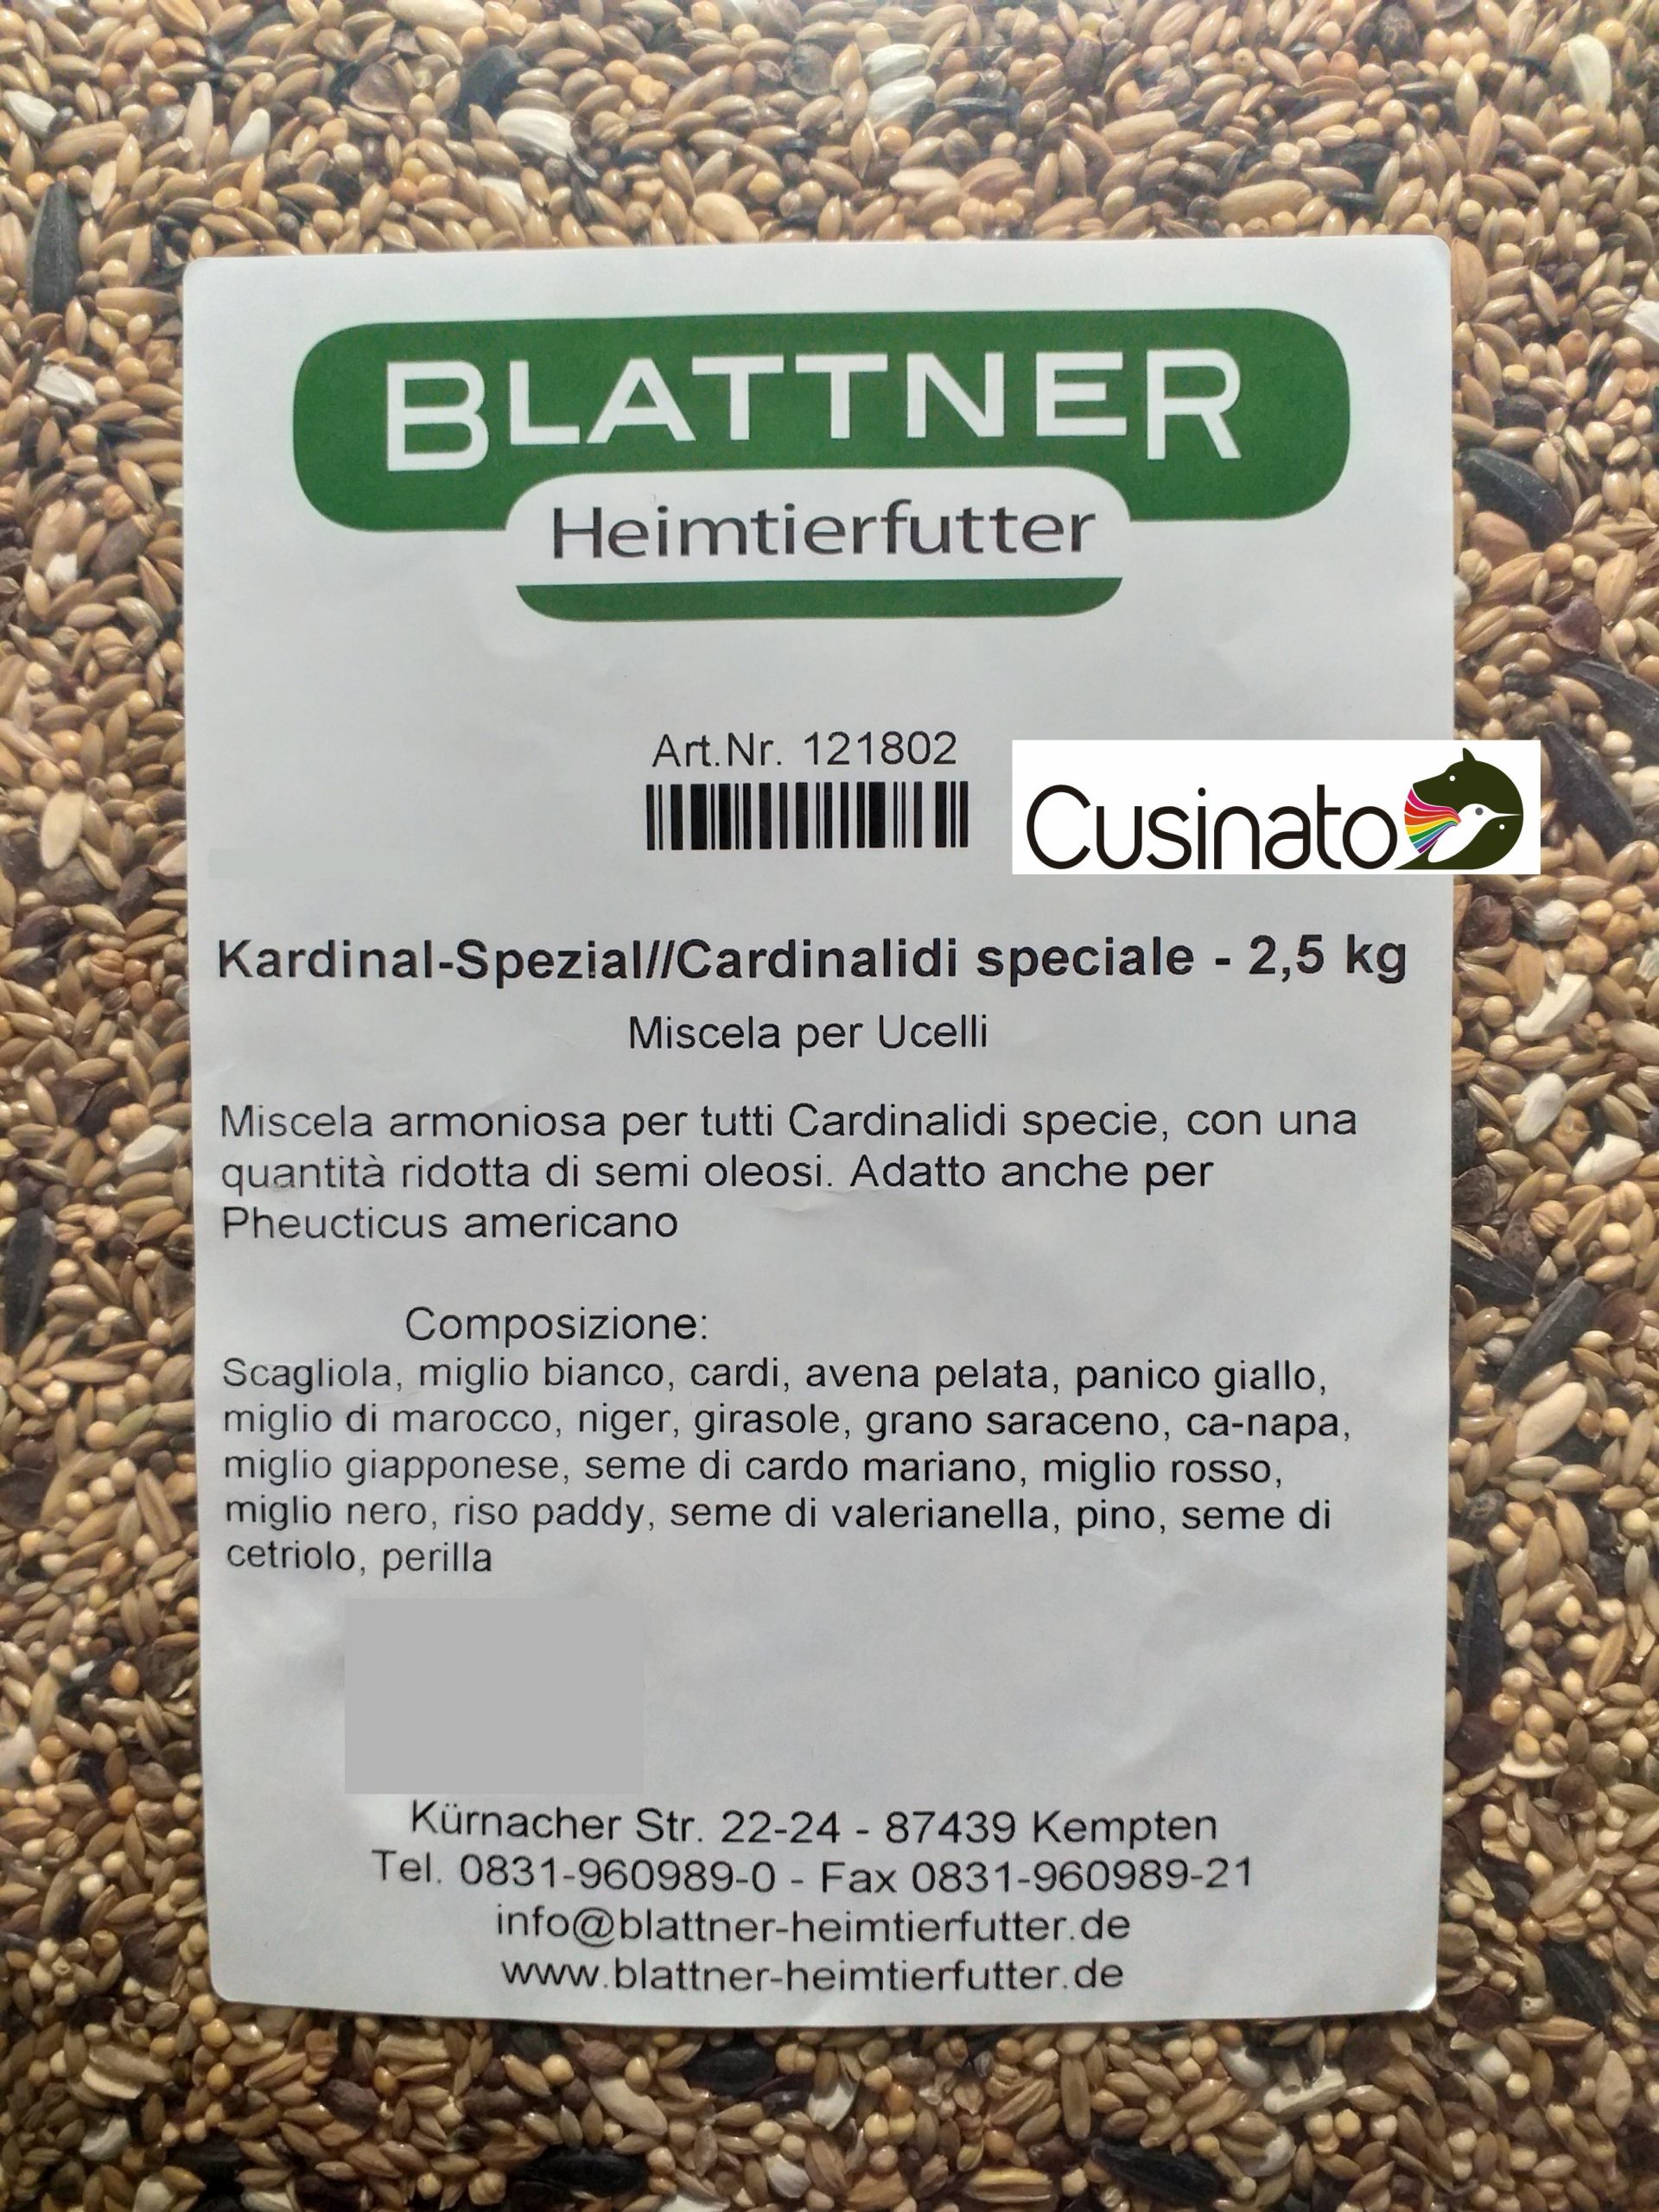 BLATTNER
Heimtierfutter
Art.Nr. 121802
Cusinato
Kardinal-Spezial//Cardinalidi speciale - 2,5 kg
Miscela per Ucelli
Miscela armoniosa per tutti Cardinalidi specie, con una
quantità ridotta di semi oleosi. Adatto anche per
Pheucticus americano
Composizione:
Scagliola, miglio bianco, cardi, avena pelata, panico giallo,
miglio di marocco, niger, girasole, grano saraceno, ca-napa,
miglio giapponese, seme di cardo mariano, miglio rosso,
miglio nero, riso paddy, seme di valerianella, pino, seme di
cetriolo, perilla
Kürnacher Str. 22-24 - 87439 Kempten
Tel. 0831-960989-0 - Fax 0831-960989-21
info@blattner-heimtierfutter.de
www.blattner-heimtierfutter.de